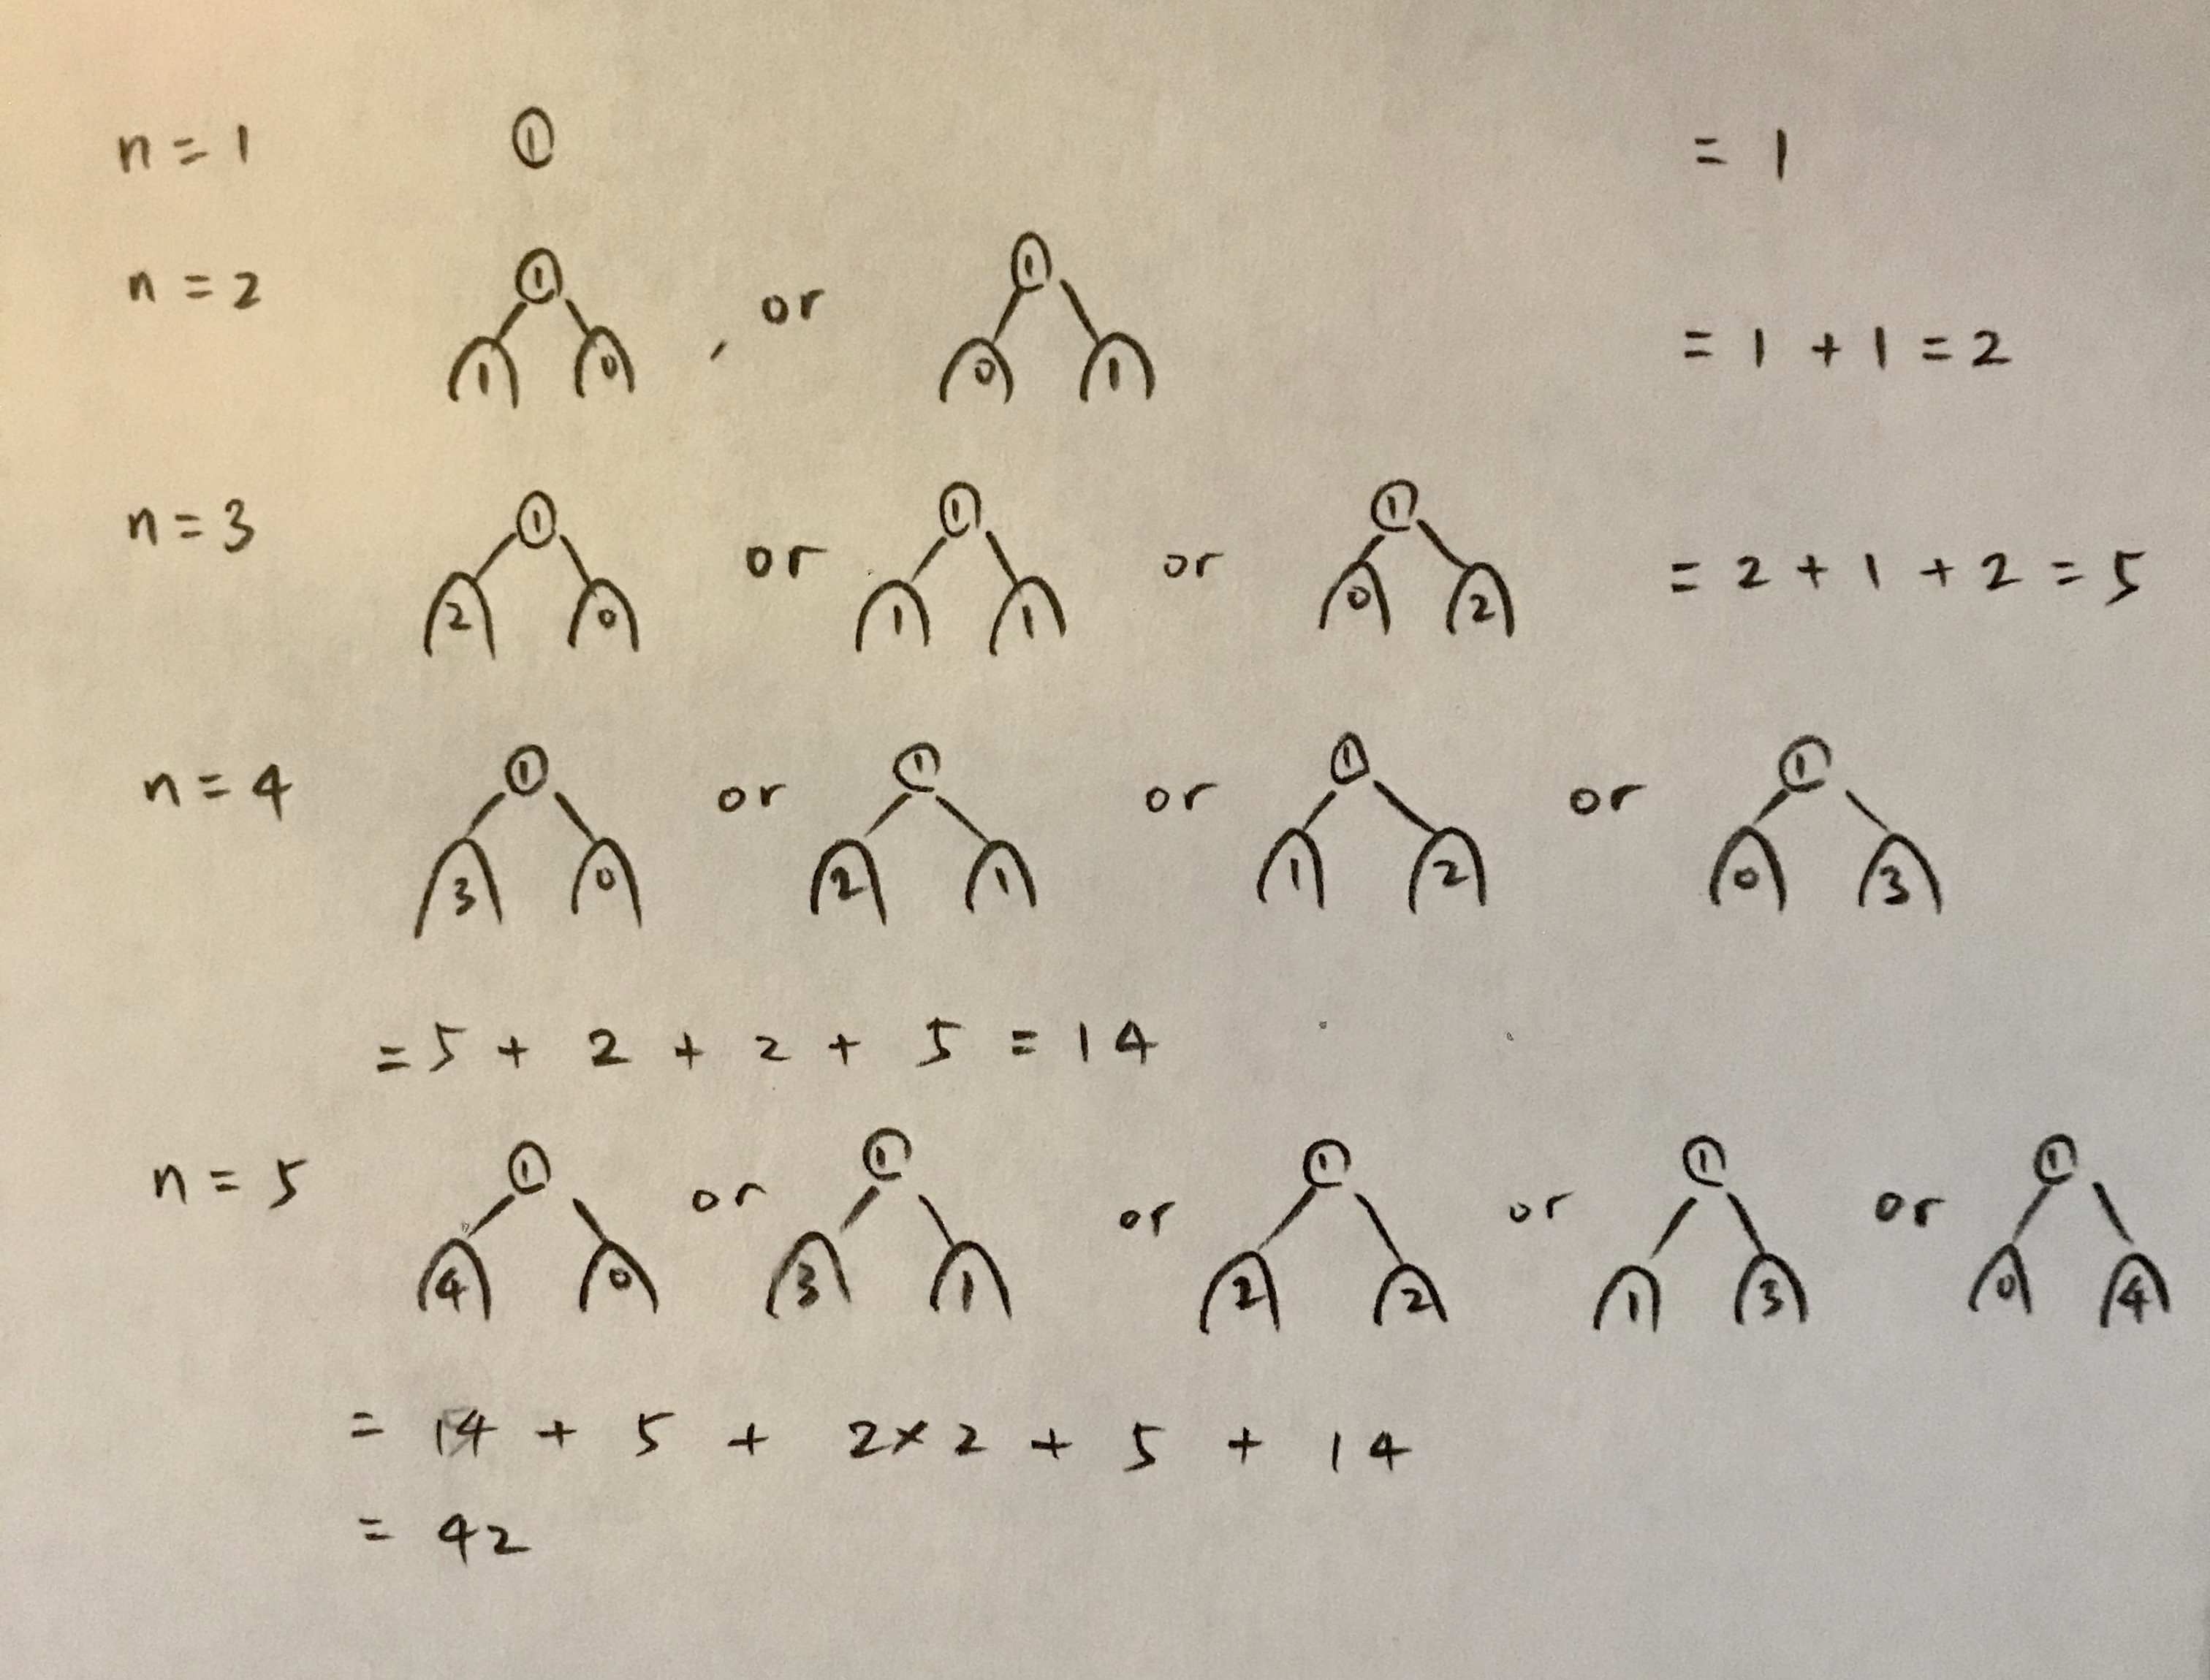 n = 1 ① = 1
n = 2 ① or ①
1 0 0 1 = 1 + 1 = 2
n = 3 ① or ① or ① = 2 + 1 + 2 = 5
2 0 1 1 0 2
n = 4 ① or ① or ① or ①
3 0 2 1 1 2 0 3
= 5 + 2 + 2 + 5 = 14
n = 5 ① or ① or ① or ① or ①
4 0 3 1 2 2 1 3 0 4
= 14 + 5 + 2 × 2 + 5 + 14
= 42